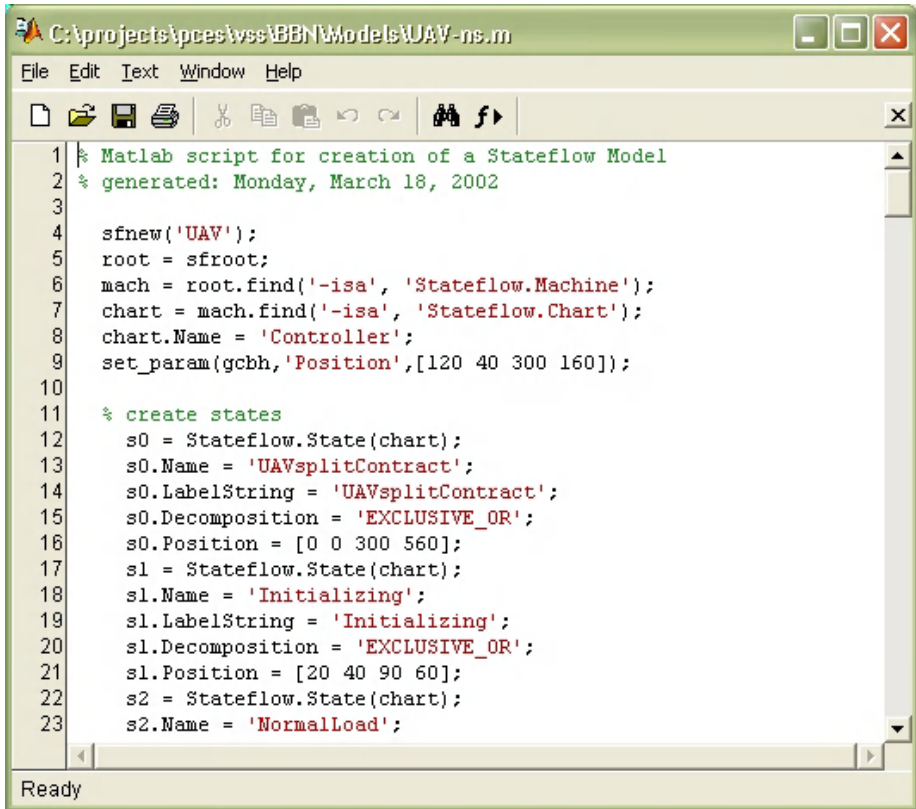 C:\projects\pces\vss\BBN\Models\UAV-ns.m
File Edit Text Window Help
1 % Matlab script for creation of a Stateflow Model
2 % generated: Monday, March 18, 2002
3
4 sfnew('UAV');
5 root = sfroot;
6 mach = root.find('-isa', 'Stateflow.Machine');
7 chart = mach.find('-isa', 'Stateflow.Chart');
8 chart.Name = 'Controller';
9 set_param(gcbh,'Position',[120 40 300 160]);
10
11 % create states
12 s0 = Stateflow.State(chart);
13 s0.Name = 'UAVsplitContract';
14 s0.LabelString = 'UAVsplitContract';
15 s0.Decomposition = 'EXCLUSIVE_OR';
16 s0.Position = [0 0 300 560];
17 s1 = Stateflow.State(chart);
18 s1.Name = 'Initializing';
19 s1.LabelString = 'Initializing';
20 s1.Decomposition = 'EXCLUSIVE_OR';
21 s1.Position = [20 40 90 60];
22 s2 = Stateflow.State(chart);
23 s2.Name = 'NormalLoad';
Ready